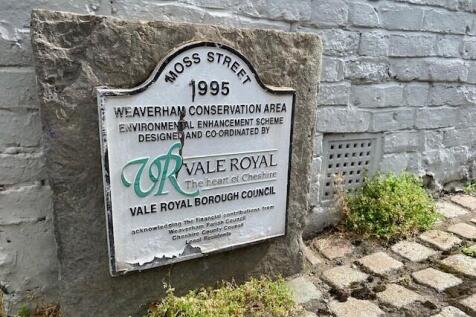 MOSS STREET
1995
WEAVERHAM CONSERVATION AREA
ENVIRONMENTAL ENHANCEMENT SCHEME
DESIGNED AND CO-ORDINATED BY
VR VALE ROYAL
The heart of Cheshire
VALE ROYAL BOROUGH COUNCIL
acknowledging the financial contributions from
Weaverham Parish Council
Cheshire County Council
Local Residents